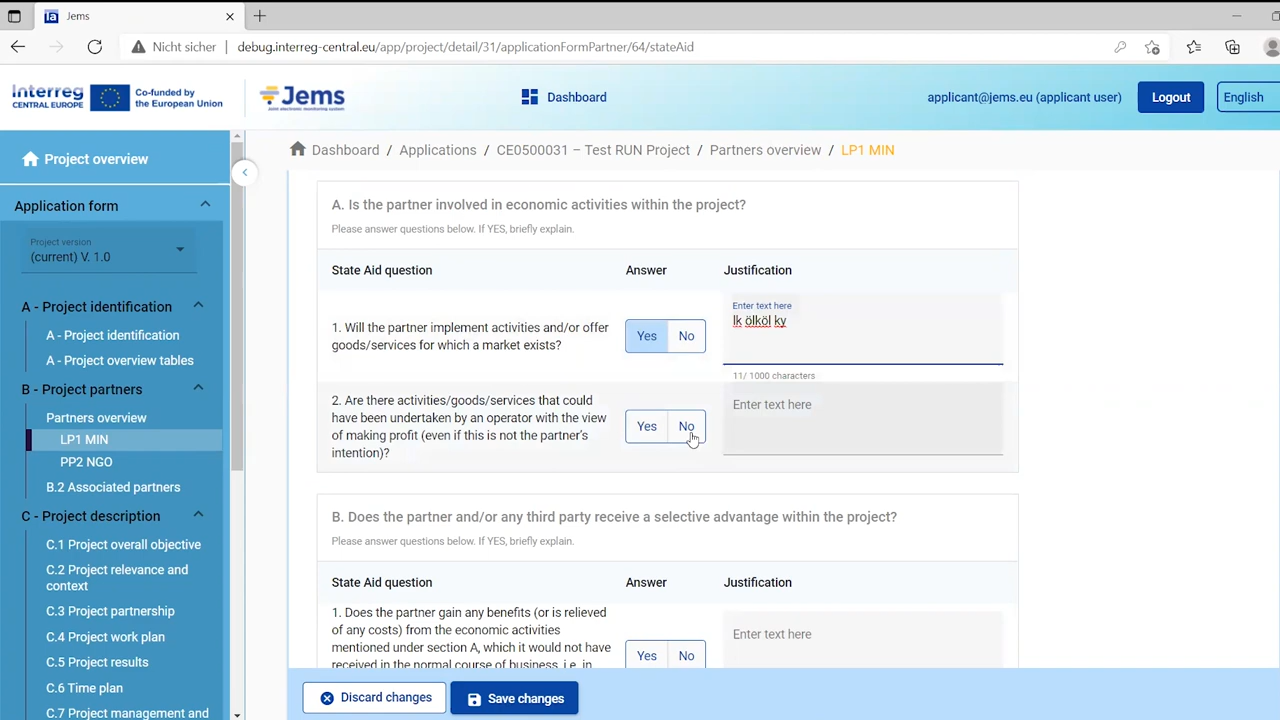 Jems
Nicht sicher
debug.interreg-central.eu/app/project/detail/31/applicationFormPartner/64/stateAid
Interreg
CENTRAL EUROPE
Co-funded by
the European Union
Jems
Joint electronic monitoring system
Dashboard
applicant@jems.eu (applicant user)
Logout
English
Project overview
Application form
Project version
(current) V. 1.0
A - Project identification
A - Project identification
A - Project overview tables
B - Project partners
Partners overview
LP1 MIN
PP2 NGO
B.2 Associated partners
C - Project description
C.1 Project overall objective
C.2 Project relevance and
context
C.3 Project partnership
C.4 Project work plan
C.5 Project results
C.6 Time plan
C.7 Project management and
Dashboard / Applications / CE0500031 – Test RUN Project / Partners overview / LP1 MIN
A. Is the partner involved in economic activities within the project?
Please answer questions below. If YES, briefly explain.
State Aid question Answer Justification
1. Will the partner implement activities and/or offer
goods/services for which a market exists?
Yes No
Enter text here
lk ölköl ky
11/ 1000 characters
2. Are there activities/goods/services that could
have been undertaken by an operator with the view
of making profit (even if this is not the partner's
intention)?
Yes No
Enter text here
B. Does the partner and/or any third party receive a selective advantage within the project?
Please answer questions below. If YES, briefly explain.
State Aid question Answer Justification
1. Does the partner gain any benefits (or is relieved
of any costs) from the economic activities
mentioned under section A, which it would not have
received in the normal course of business, i.e. in
Yes No
Enter text here
Discard changes
Save changes